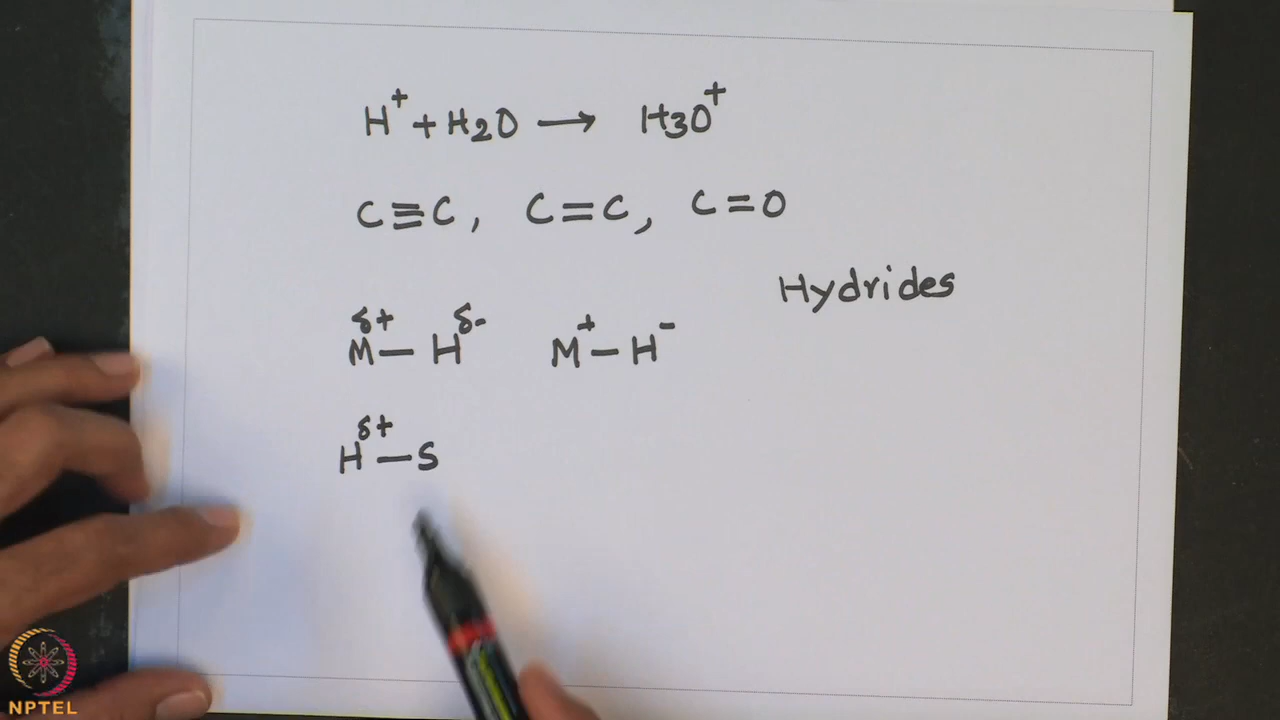 H⁺ + H₂O ⟶ H₃O⁺
C≡C, C=C, C=O
Hydrides
δ+ δ-
M — H M⁺ — H⁻
δ+
H — S
NPTEL